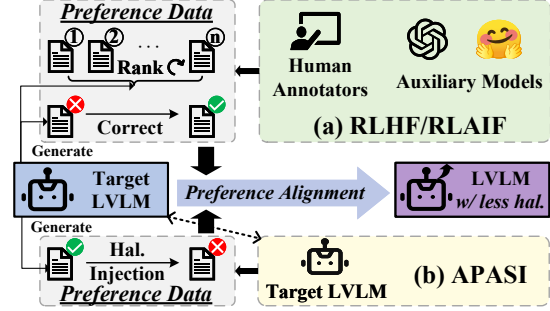 Preference Data
1 2 ... n
Rank
Correct
Generate
Human
Annotators
Auxiliary Models
(a) RLHF/RLAIF
Target
LVLM
Preference Alignment
LVLM
w/ less hal.
Generate
Hal.
Injection
Preference Data
Target LVLM
(b) APASI